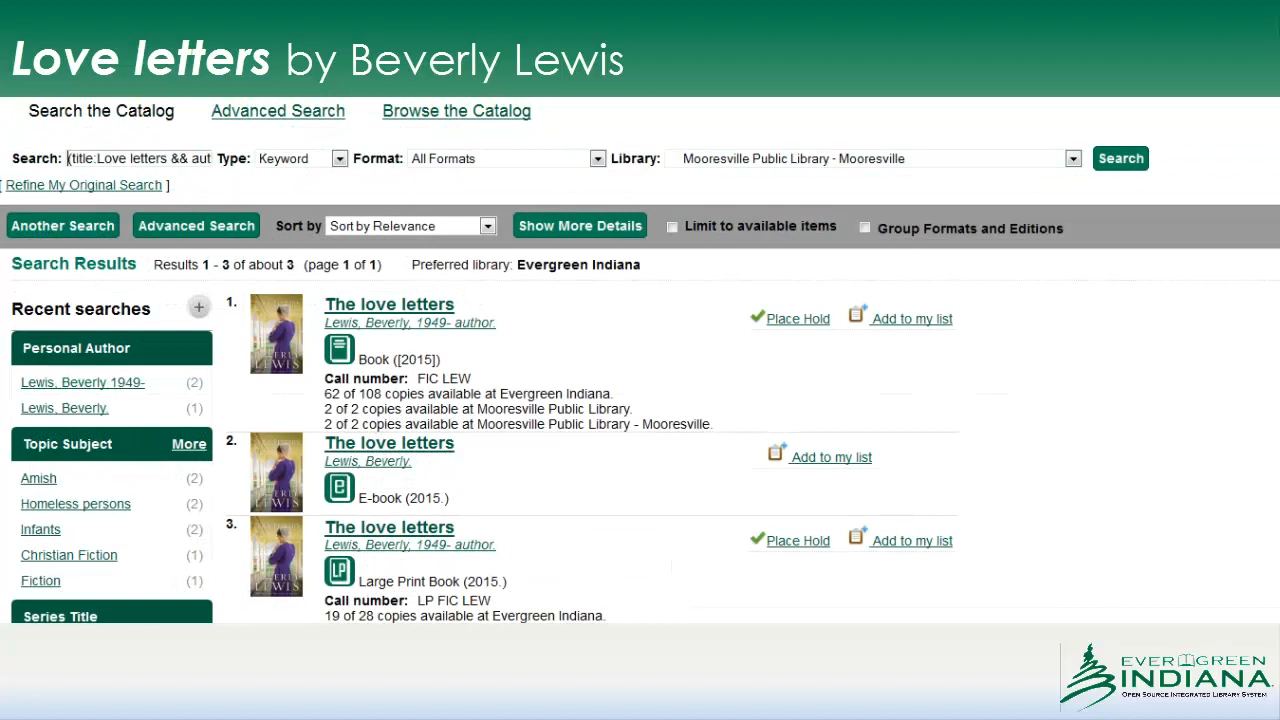 Love letters by Beverly Lewis
Search the Catalog Advanced Search Browse the Catalog
Search: (title:Love letters && aut Type: Keyword Format: All Formats Library: Mooresville Public Library - Mooresville Search
[ Refine My Original Search ]
Another Search Advanced Search Sort by Sort by Relevance Show More Details Limit to available items Group Formats and Editions
Search Results Results 1 - 3 of about 3 (page 1 of 1) Preferred library: Evergreen Indiana
Recent searches +
Personal Author
Lewis, Beverly 1949- (2)
Lewis, Beverly. (1)
Topic Subject More
Amish (2)
Homeless persons (2)
Infants (2)
Christian Fiction (1)
Fiction (1)
Series Title
1. The love letters
Lewis, Beverly, 1949- author.
Place Hold Add to my list
Book ([2015])
Call number: FIC LEW
62 of 108 copies available at Evergreen Indiana.
2 of 2 copies available at Mooresville Public Library.
2 of 2 copies available at Mooresville Public Library - Mooresville.
2. The love letters
Lewis, Beverly.
Add to my list
E-book (2015.)
3. The love letters
Lewis, Beverly, 1949- author.
Place Hold Add to my list
LP Large Print Book (2015.)
Call number: LP FIC LEW
19 of 28 copies available at Evergreen Indiana.
EVERGREEN
INDIANA
OPEN SOURCE INTEGRATED LIBRARY SYSTEM